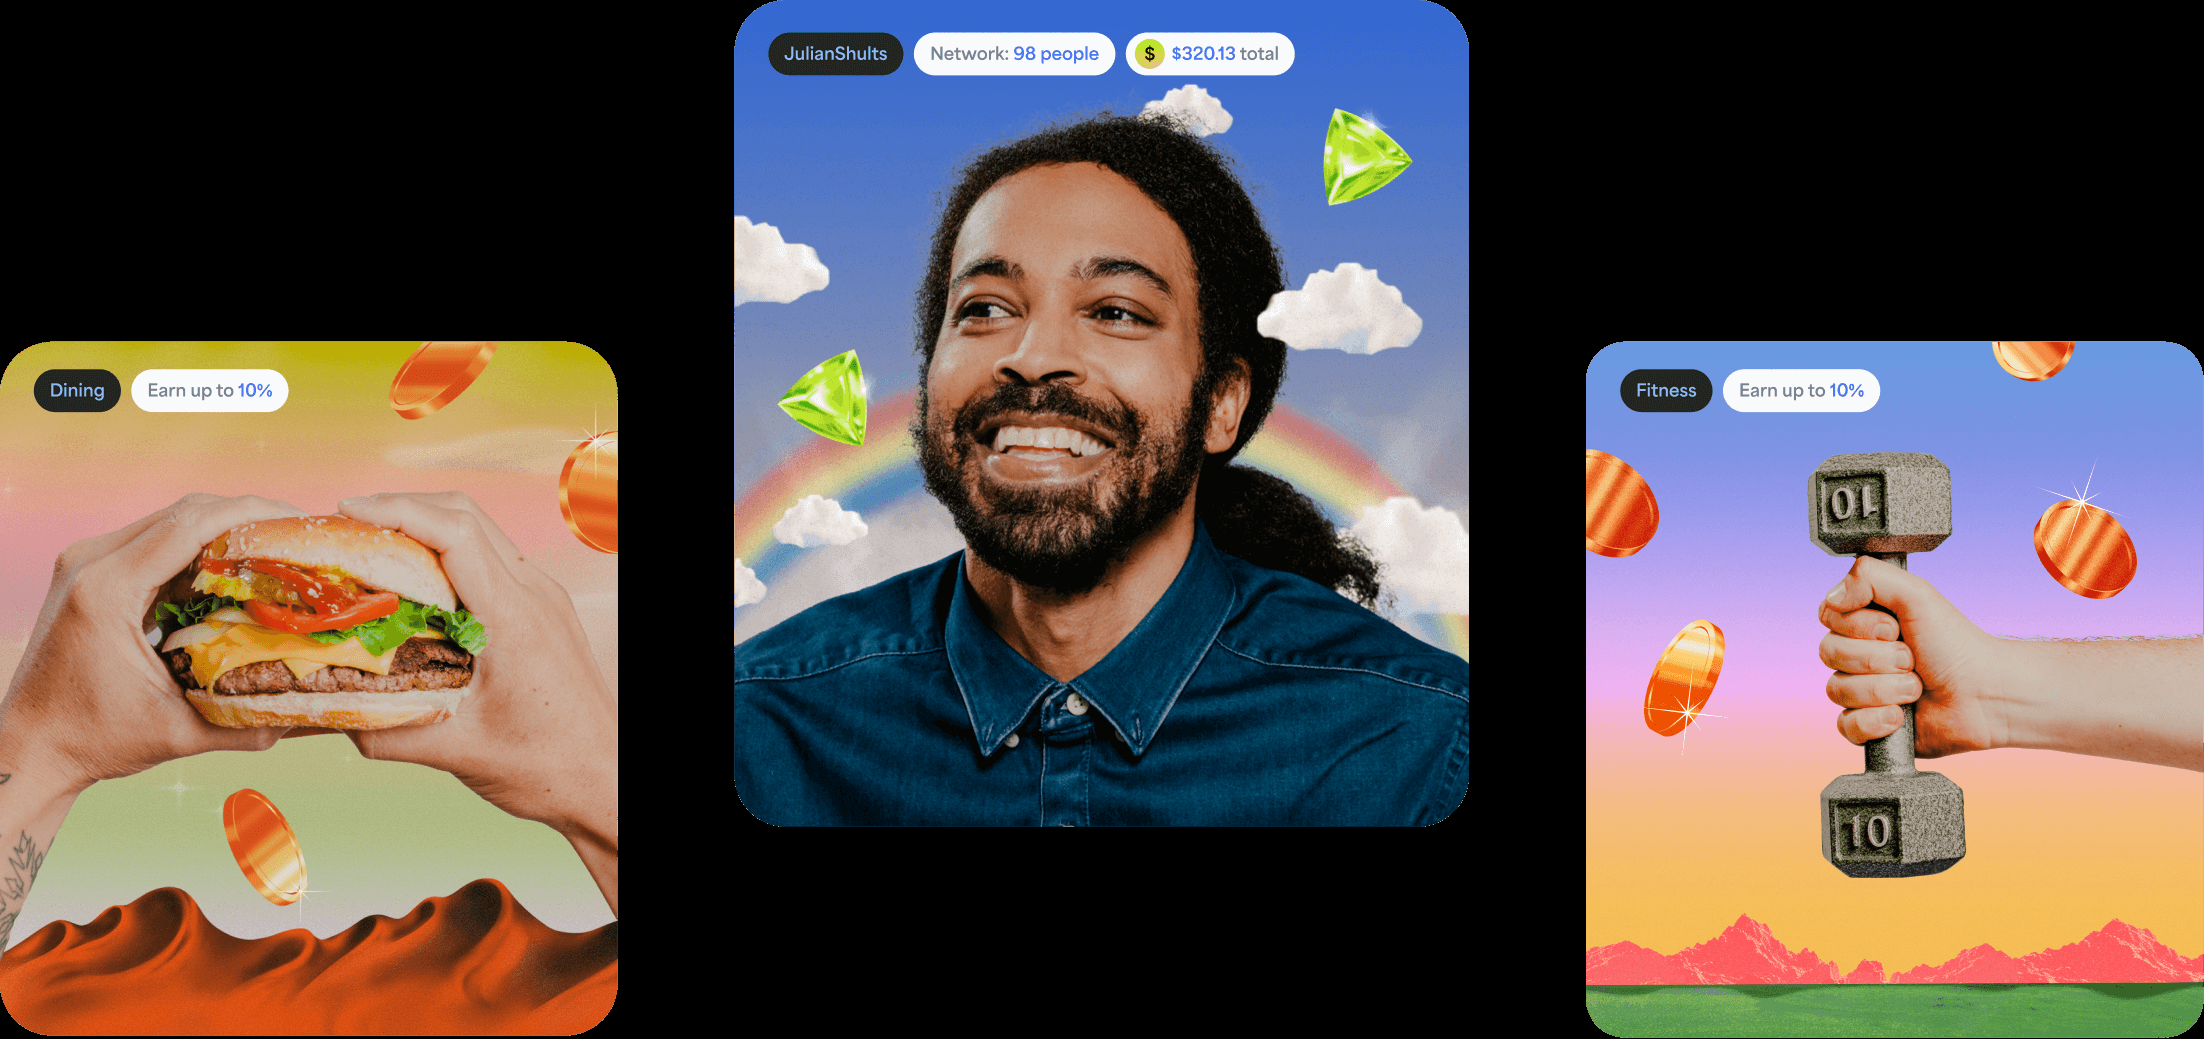 JulianShults
Network: 98 people
$ $320.13 total
Dining
Earn up to 10%
Fitness
Earn up to 10%
10
10